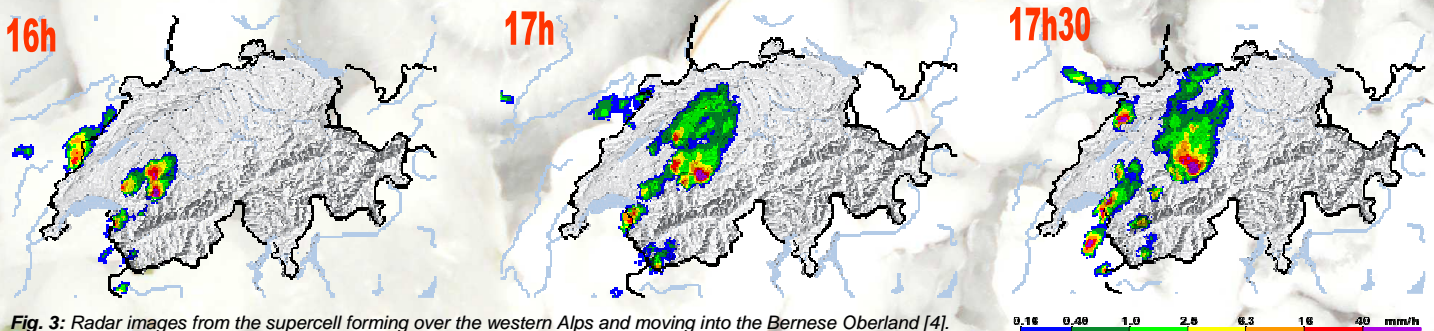 16h
17h
17h30
Fig. 3: Radar images from the supercell forming over the western Alps and moving into the Bernese Oberland [4].
0.16 0.40 1.0 2.5 6.3 16 40 mm/h